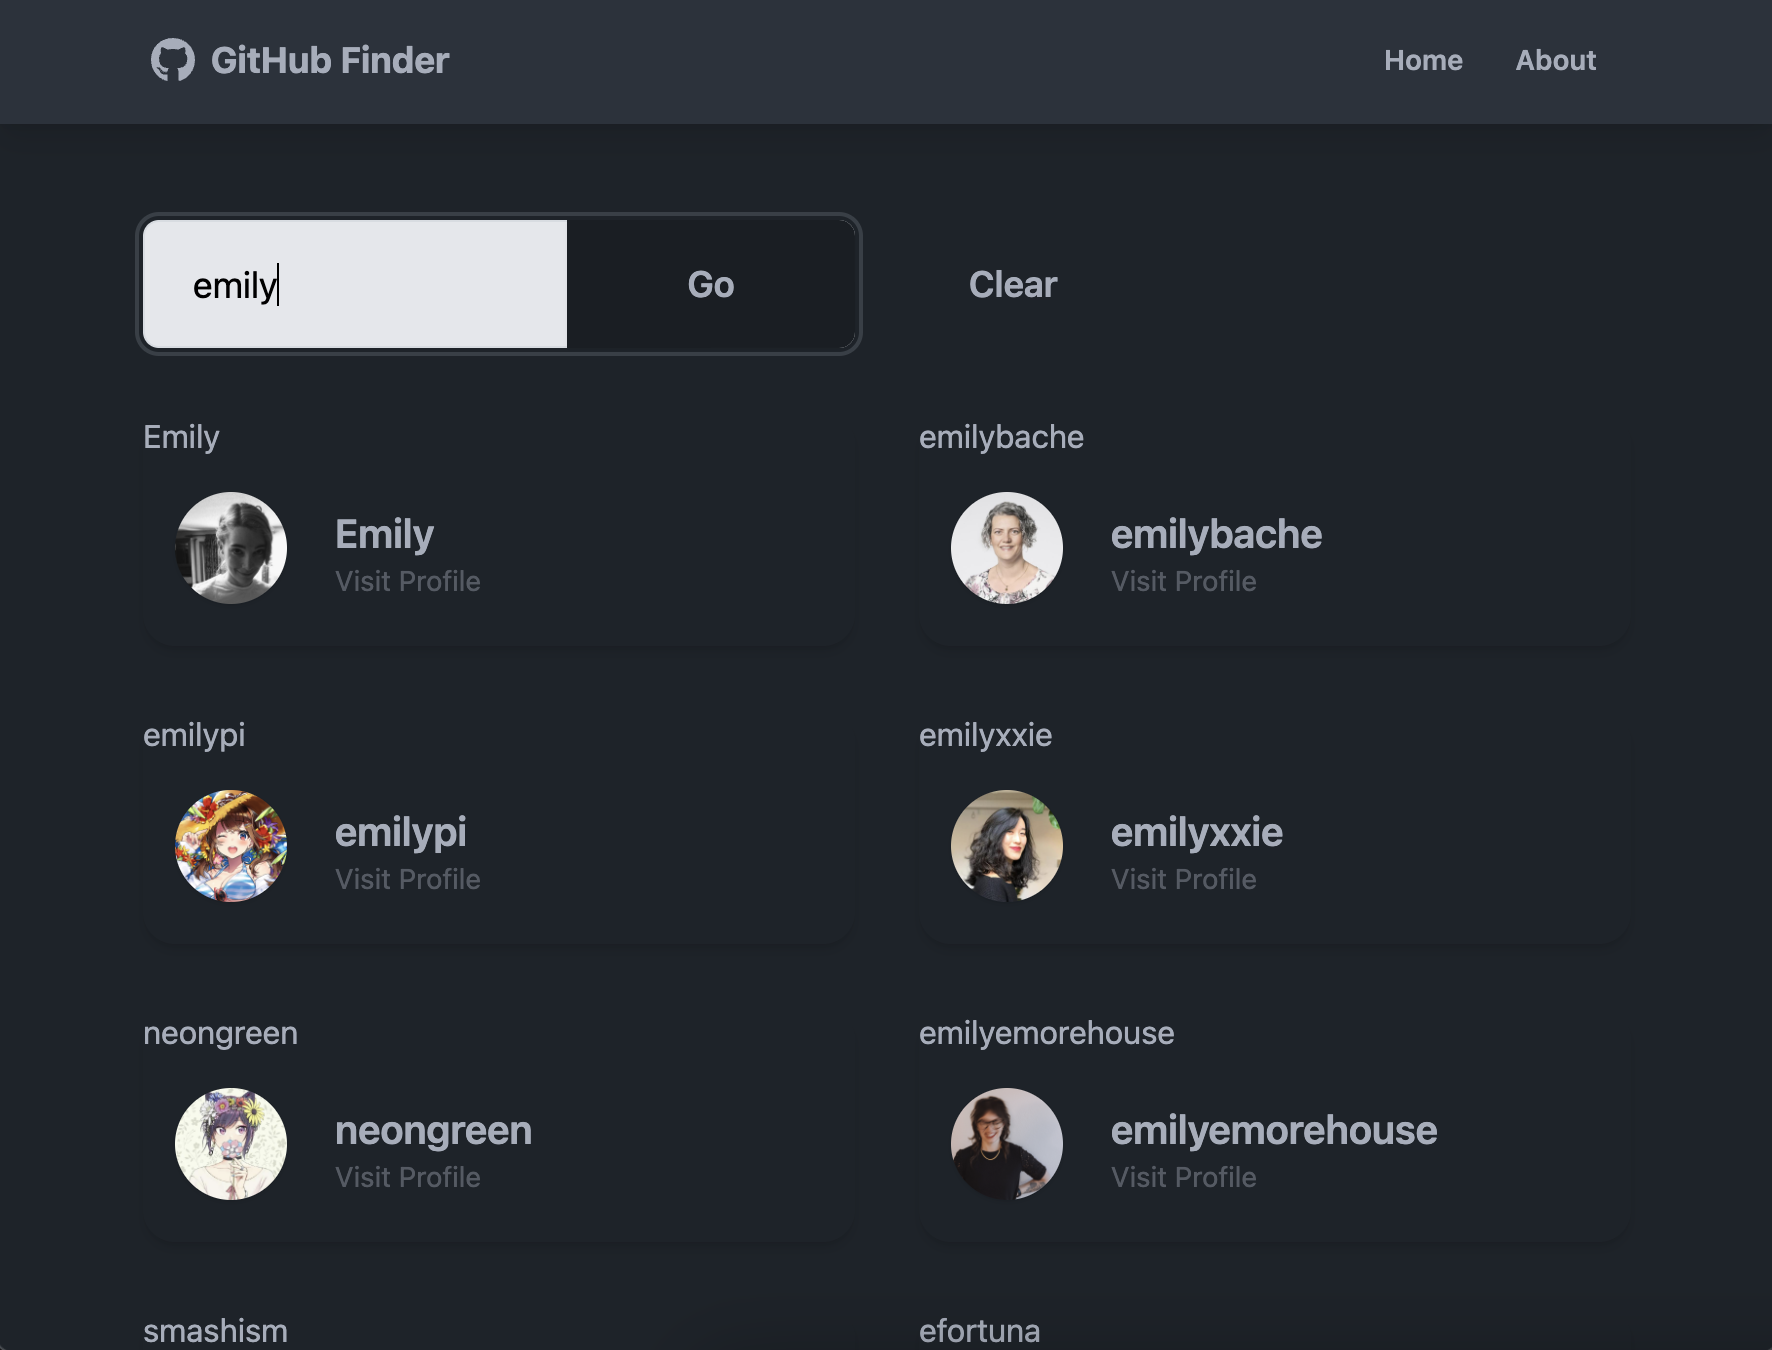 GitHub Finder
Home
About
emily
Go
Clear
Emily
emilybache
Emily
Visit Profile
emilybache
Visit Profile
emilypi
emilyxxie
emilypi
Visit Profile
emilyxxie
Visit Profile
neongreen
emilyemorehouse
neongreen
Visit Profile
emilyemorehouse
Visit Profile
smashism
efortuna